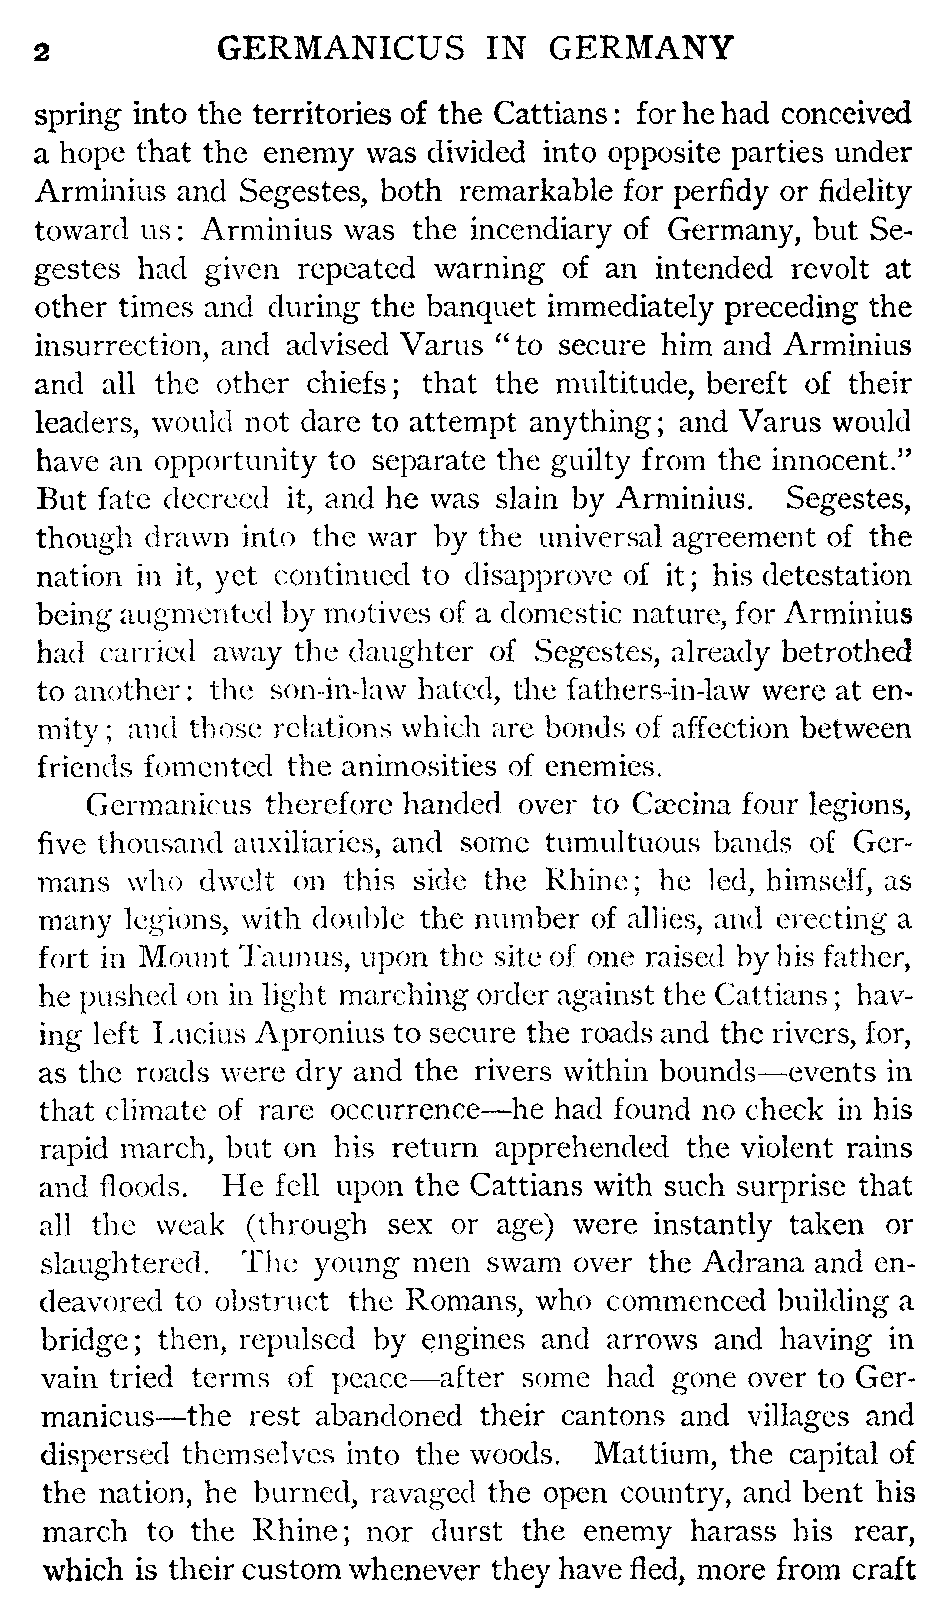 2 GERMANICUS IN GERMANY
spring into the territories of the Cattians: for he had conceived
a hope that the enemy was divided into opposite parties under
Arminius and Segestes, both remarkable for perfidy or fidelity
toward us: Arminius was the incendiary of Germany, but Se-
gestes had given repeated warning of an intended revolt at
other times and during the banquet immediately preceding the
insurrection, and advised Varus “to secure him and Arminius
and all the other chiefs; that the multitude, bereft of their
leaders, would not dare to attempt anything; and Varus would
have an opportunity to separate the guilty from the innocent.”
But fate decreed it, and he was slain by Arminius. Segestes,
though drawn into the war by the universal agreement of the
nation in it, yet continued to disapprove of it; his detestation
being augmented by motives of a domestic nature, for Arminius
had carried away the daughter of Segestes, already betrothed
to another: the son-in-law hated, the fathers-in-law were at en-
mity; and those relations which are bonds of affection between
friends fomented the animosities of enemies.
Germanicus therefore handed over to Cæcina four legions,
five thousand auxiliaries, and some tumultuous bands of Ger-
mans who dwelt on this side the Rhine; he led, himself, as
many legions, with double the number of allies, and erecting a
fort in Mount Taunus, upon the site of one raised by his father,
he pushed on in light marching order against the Cattians; hav-
ing left Lucius Apronius to secure the roads and the rivers, for,
as the roads were dry and the rivers within bounds—events in
that climate of rare occurrence—he had found no check in his
rapid march, but on his return apprehended the violent rains
and floods. He fell upon the Cattians with such surprise that
all the weak (through sex or age) were instantly taken or
slaughtered. The young men swam over the Adrana and en-
deavored to obstruct the Romans, who commenced building a
bridge; then, repulsed by engines and arrows and having in
vain tried terms of peace—after some had gone over to Ger-
manicus—the rest abandoned their cantons and villages and
dispersed themselves into the woods. Mattium, the capital of
the nation, he burned, ravaged the open country, and bent his
march to the Rhine; nor durst the enemy harass his rear,
which is their custom whenever they have fled, more from craft